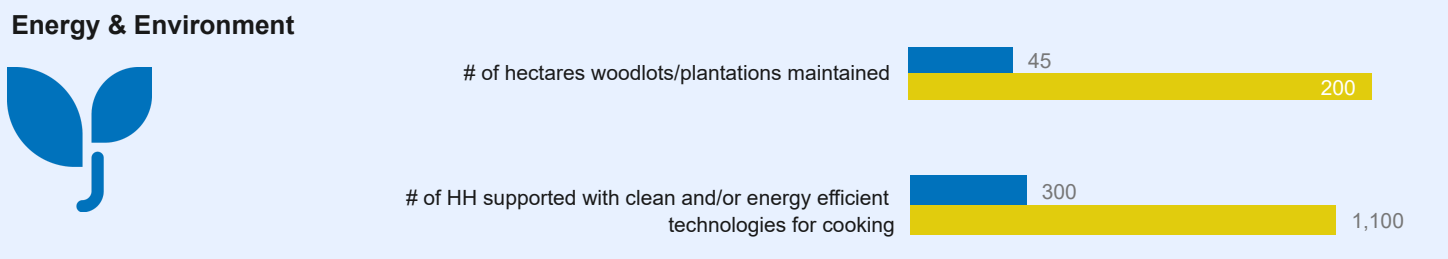 Energy & Environment
# of hectares woodlots/plantations maintained
45
200
# of HH supported with clean and/or energy efficient
technologies for cooking
300
1,100